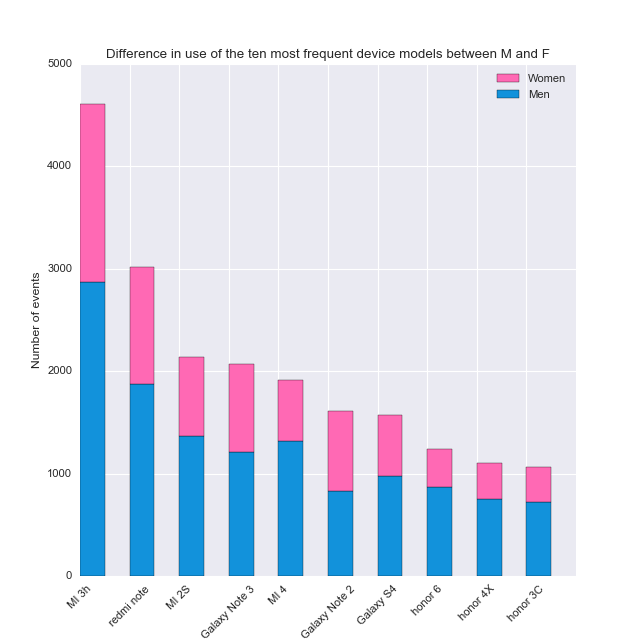 Difference in use of the ten most frequent device models between M and F
Women
Men
Number of events
5000
4000
3000
2000
1000
0
MI 3h
redmi note
MI 2S
Galaxy Note 3
MI 4
Galaxy Note 2
Galaxy S4
honor 6
honor 4X
honor 3C